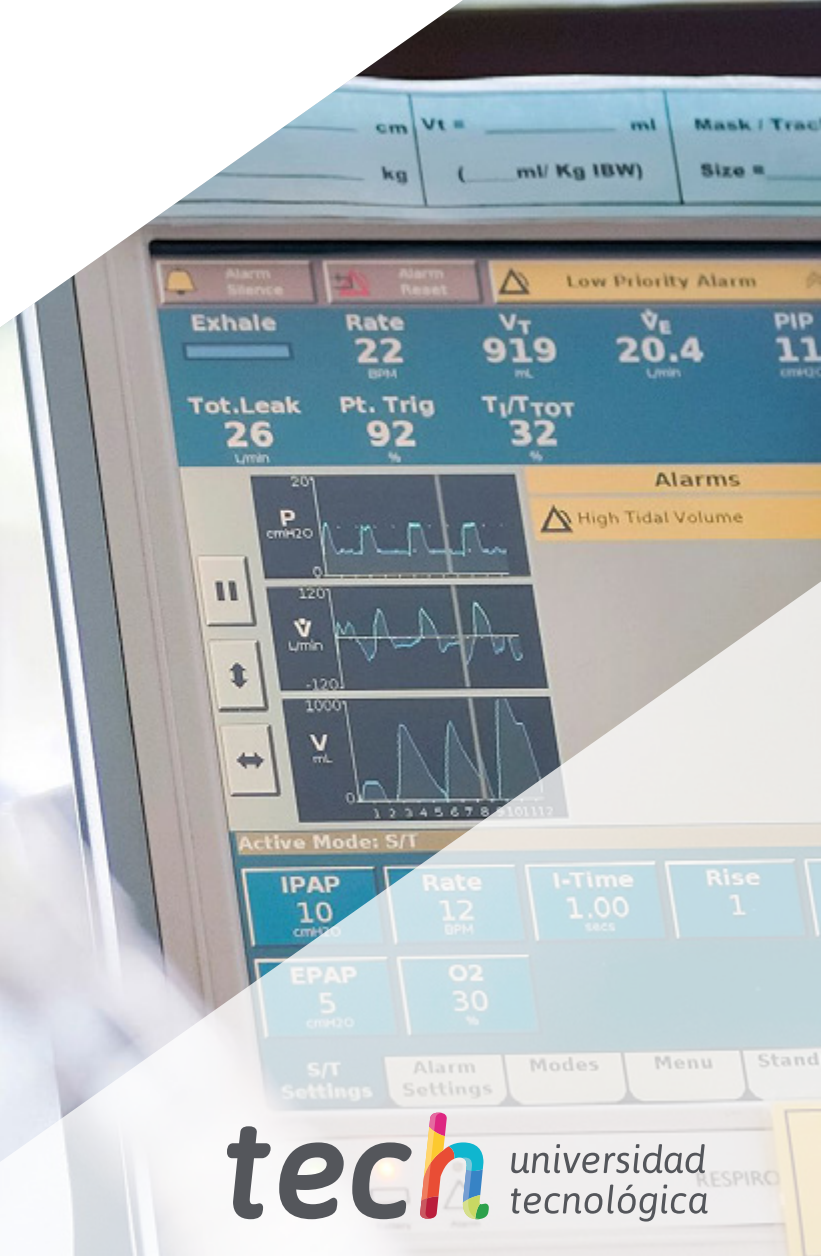 cm Vt = ml Mask / Trac
kg ( ml/ Kg IBW) Size =
Alarm Silence
Alarm Reset
Low Priority Alarm
Exhale
Rate
22
BPM
VT
919
mL
V̇E
20.4
L/min
PIP
11
cmH2O
Tot.Leak
26
L/min
Pt. Trig
92
%
TI/TTOT
32
%
Alarms
High Tidal Volume
20
P
cmH2O
0
120
V̇
L/min
-120
1000
V
mL
0
1 2 3 4 5 6 7 8 9 10 11 12
Active Mode: S/T
IPAP
10
cmH2O
Rate
12
BPM
I-Time
1.00
secs
Rise
1
EPAP
5
cmH2O
O2
30
%
S/T
Settings
Alarm
Settings
Modes
Menu
Stand
RESPIRO
tech universidad
tecnológica